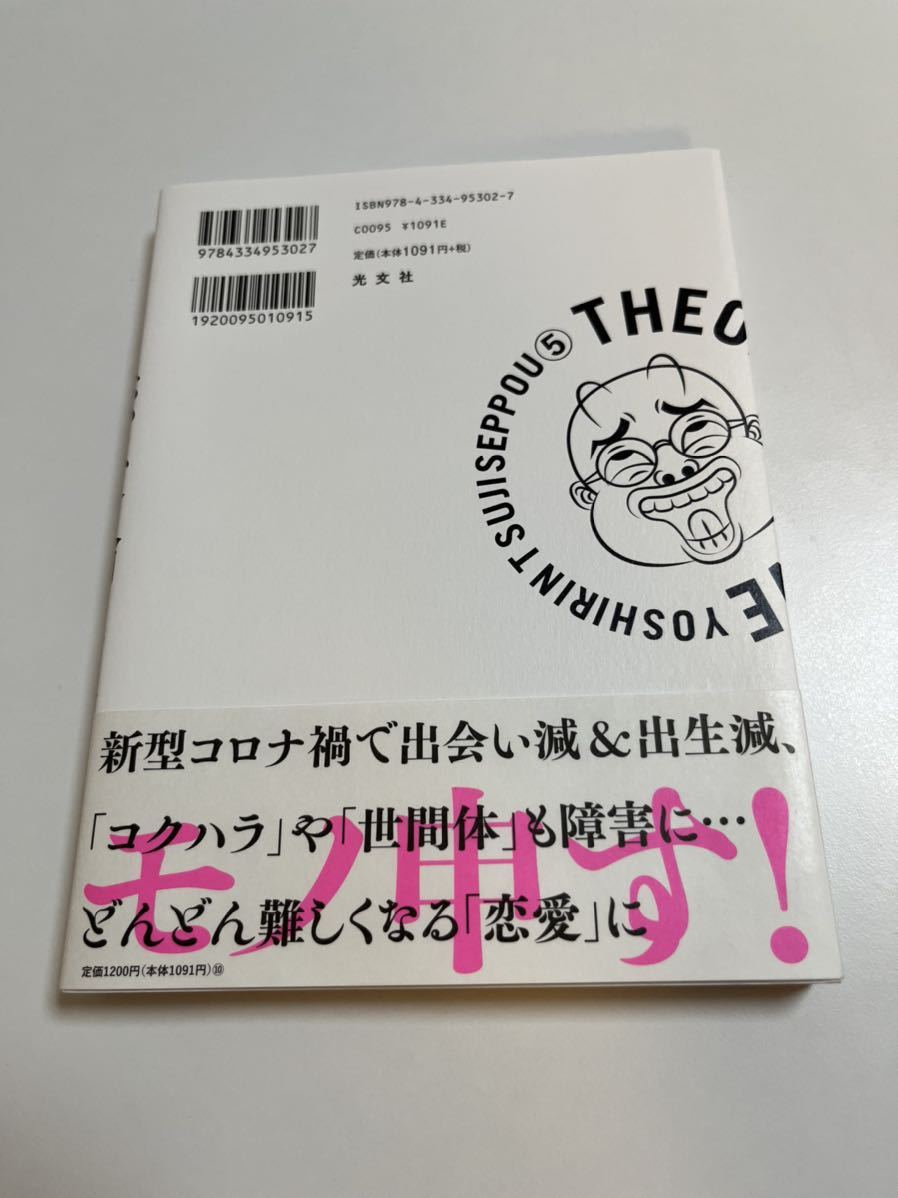 ISBN978-4-334-95302-7
C0095 ¥1091E
定価(本体1091円+税)
光文社
9784334953027
1920095010915
THEO
YOSHIRIN TSUJISEPPOU⑤
新型コロナ禍で出会い減&出生減、
「コクハラ」や「世間体」も障害に…
どんどん難しくなる「恋愛」に
モノ申す!
定価1200円(本体1091円)⑩